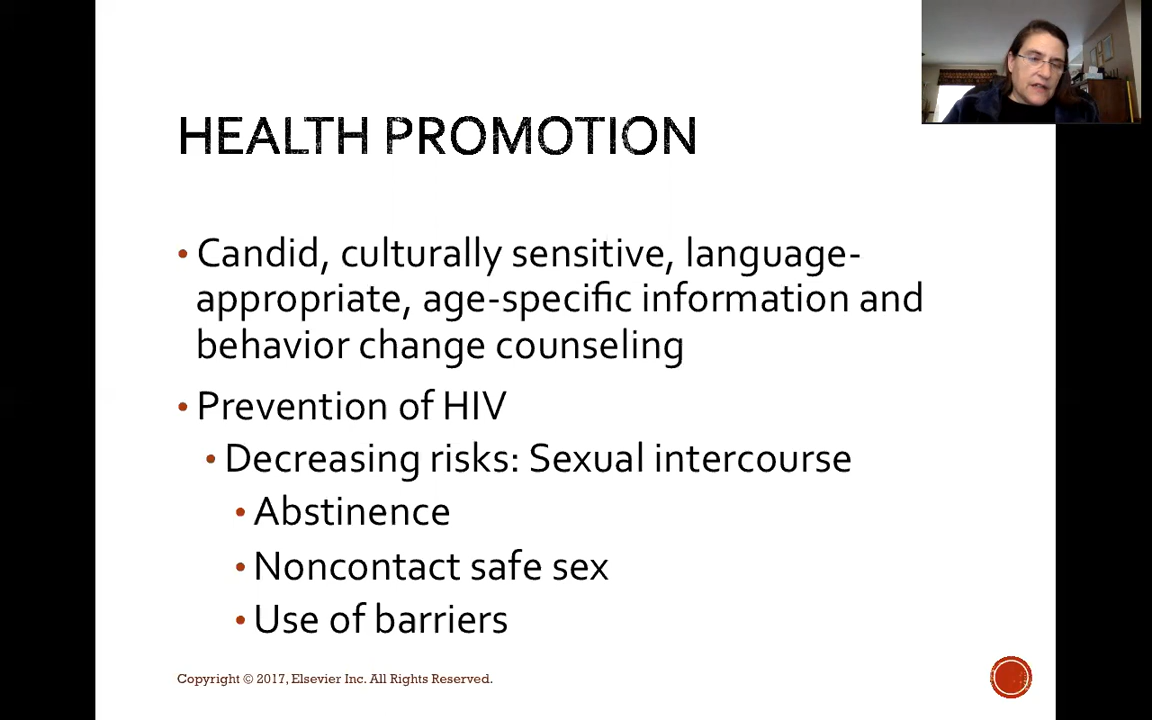 HEALTH PROMOTION
• Candid, culturally sensitive, language-
appropriate, age-specific information and
behavior change counseling
• Prevention of HIV
• Decreasing risks: Sexual intercourse
• Abstinence
• Noncontact safe sex
• Use of barriers
Copyright © 2017, Elsevier Inc. All Rights Reserved.